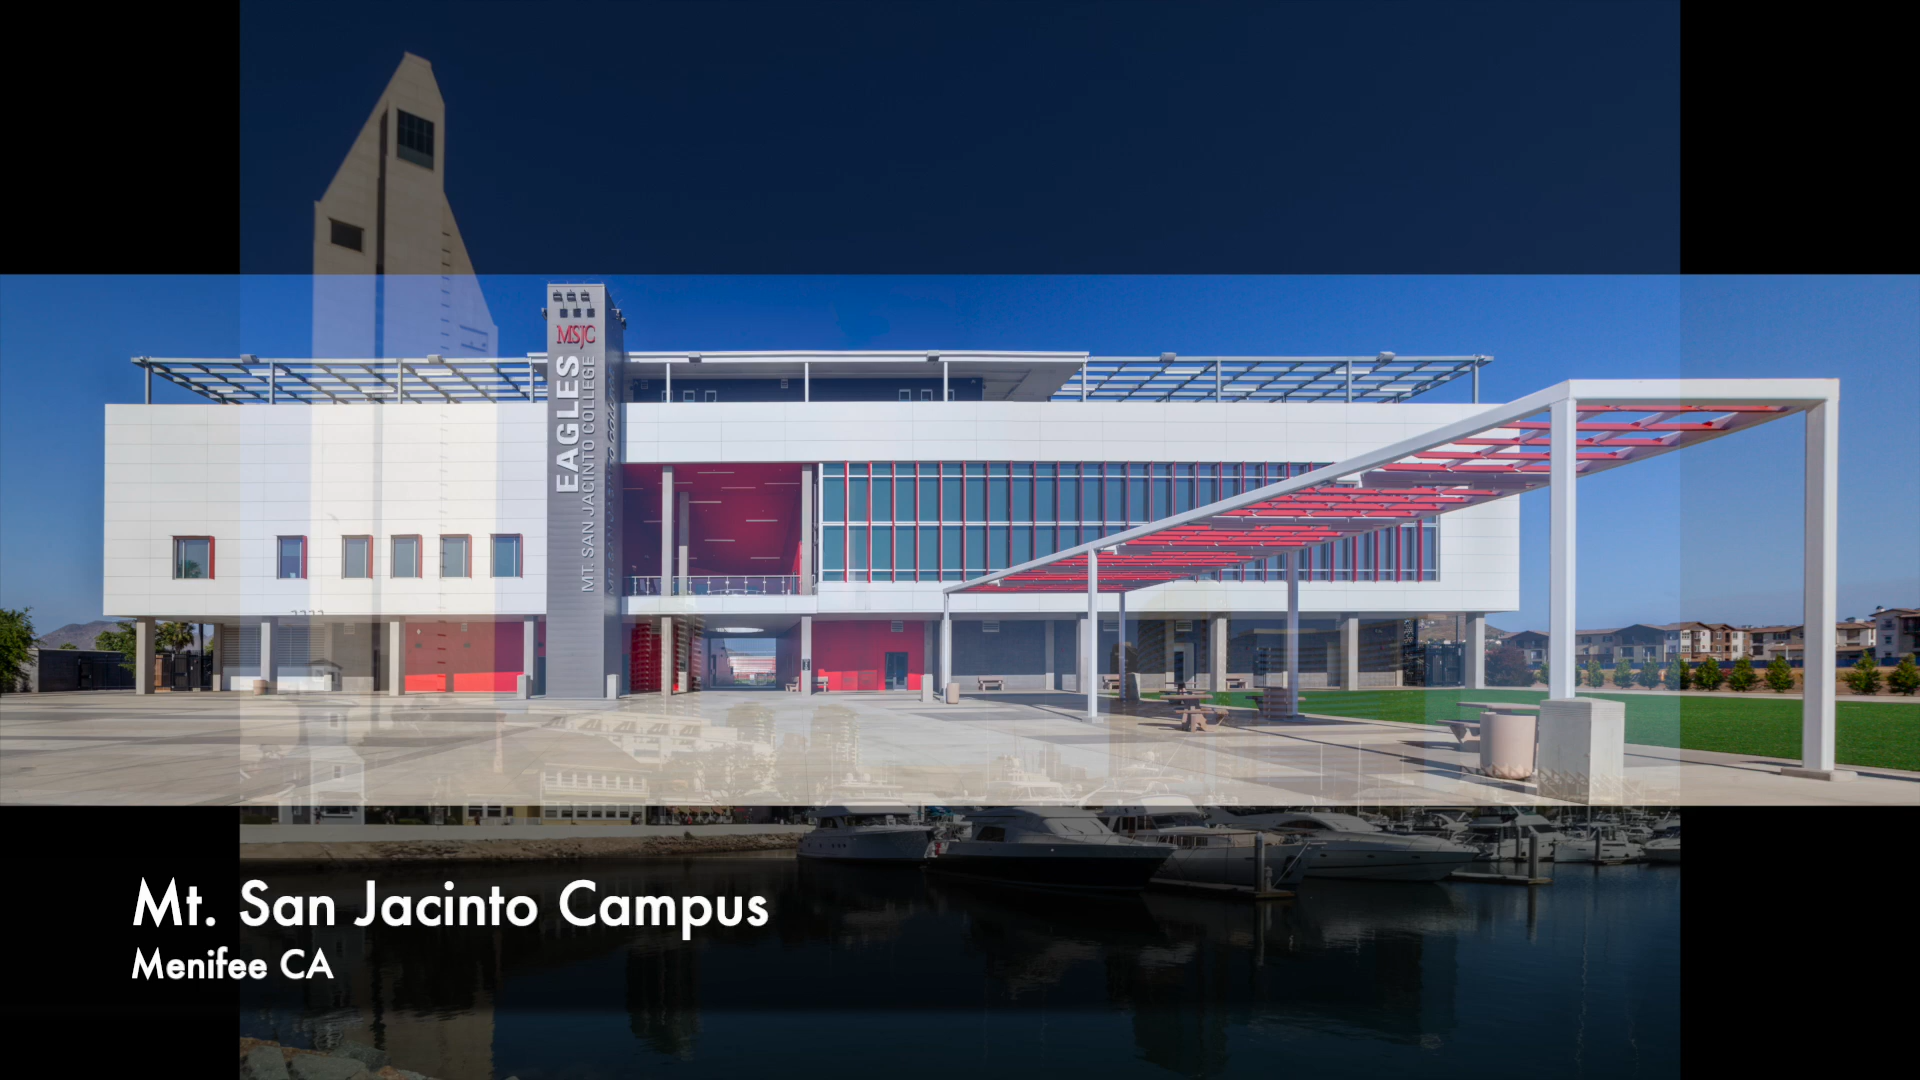 MSJC
EAGLES
MT. SAN JACINTO COLLEGE
Mt. San Jacinto Campus
Menifee CA